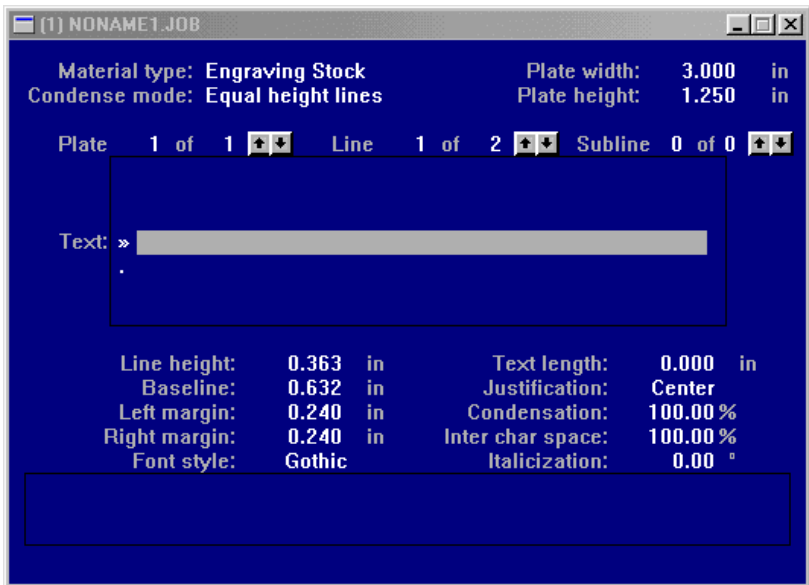 (1) NONAME1.JOB
Material type: Engraving Stock Plate width: 3.000 in
Condense mode: Equal height lines Plate height: 1.250 in
Plate 1 of 1 Line 1 of 2 Subline 0 of 0
Text: »
.
Line height: 0.363 in Text length: 0.000 in
Baseline: 0.632 in Justification: Center
Left margin: 0.240 in Condensation: 100.00 %
Right margin: 0.240 in Inter char space: 100.00 %
Font style: Gothic Italicization: 0.00 °